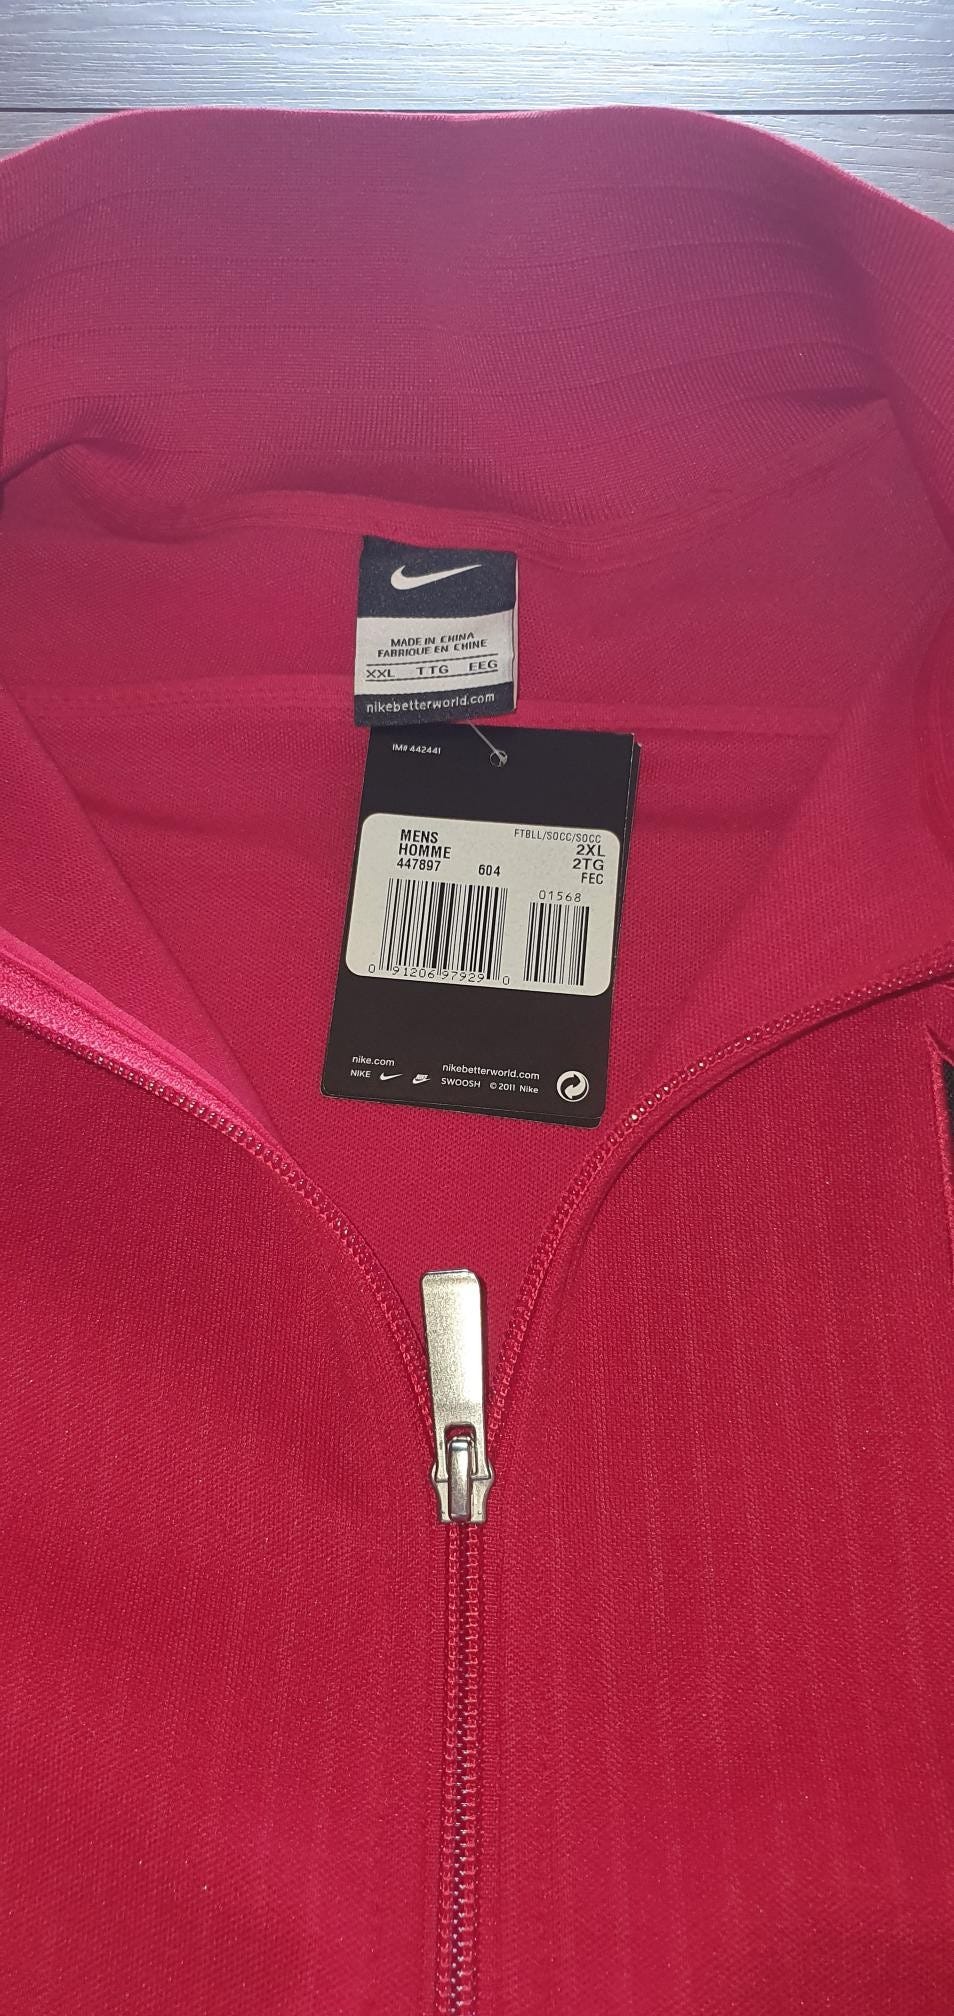 MADE IN CHINA
FABRIQUE EN CHINE
XXL TTG EEG
nikebetterworld.com
IM# 442441
MENS FTBLL/SOCC/SOCC
HOMME 2XL
447897 604 2TG
FEC
01568
0 91206 97929 0
nike.com nikebetterworld.com
NIKE SWOOSH © 2011 Nike